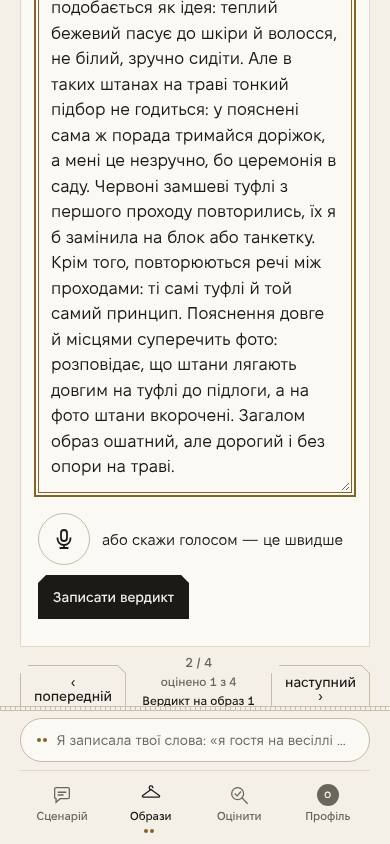 подобається як ідея: теплий
бежевий пасує до шкіри й волосся,
не білий, зручно сидіти. Але в
таких штанах на траві тонкий
підбор не годиться: у пояснені
сама ж порада тримайся доріжок,
а мені це незручно, бо церемонія в
саду. Червоні замшеві туфлі з
першого проходу повторились, їх я
б замінила на блок або танкетку.
Крім того, повторюються речі між
проходами: ті самі туфлі й той
самий принцип. Пояснення довге
й місцями суперечить фото:
розповідає, що штани лягають
довгим на туфлі до підлоги, а на
фото штани вкорочені. Загалом
образ ошатний, але дорогий і без
опори на траві.
або скажи голосом — це швидше
Записати вердикт
‹
попередній
2 / 4
оцінено 1 з 4
Вердикт на образ 1
наступний
›
Я записала твої слова: «я гостя на весіллі ...
Сценарій
Образи
Оцінити
О
Профіль